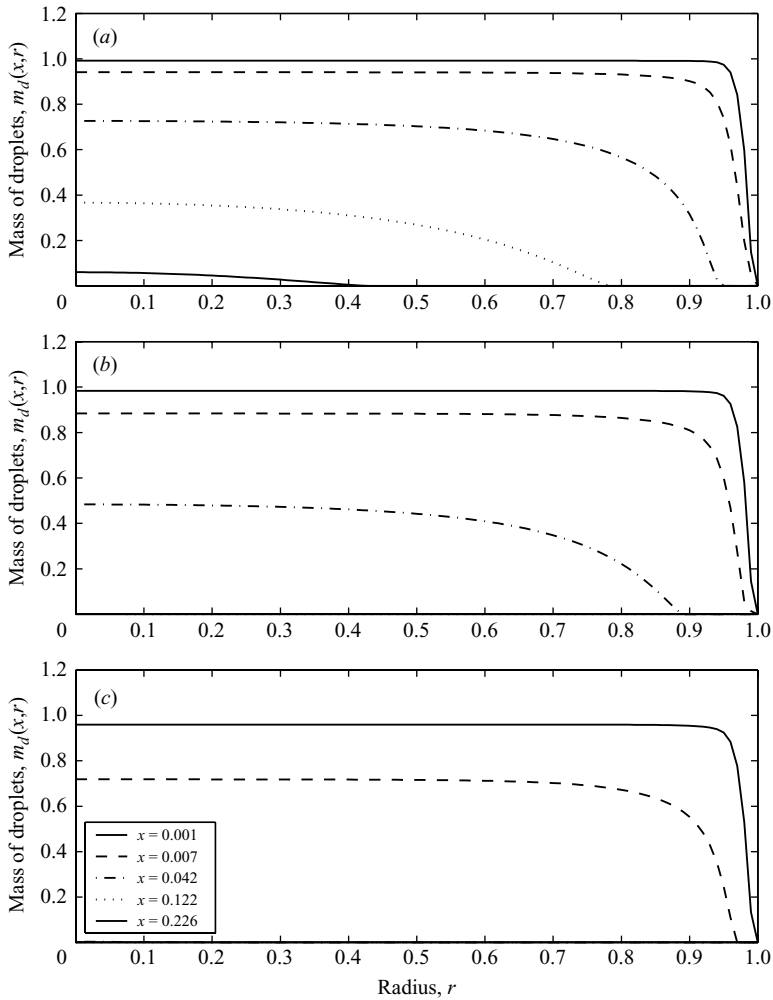 1.2
(a)
1.0
0.8
0.6
0.4
0.2
0 0.1 0.2 0.3 0.4 0.5 0.6 0.7 0.8 0.9 1.0
Mass of droplets, m_d(x,r)
1.2
(b)
1.0
0.8
0.6
0.4
0.2
0 0.1 0.2 0.3 0.4 0.5 0.6 0.7 0.8 0.9 1.0
Mass of droplets, m_d(x,r)
1.2
(c)
1.0
0.8
0.6
0.4
0.2
x = 0.001
x = 0.007
x = 0.042
x = 0.122
x = 0.226
0 0.1 0.2 0.3 0.4 0.5 0.6 0.7 0.8 0.9 1.0
Mass of droplets, m_d(x,r)
Radius, r